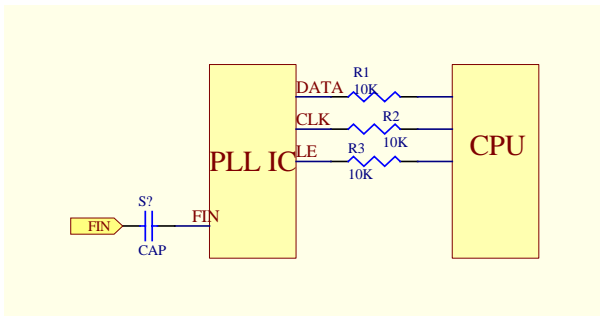 R1
DATA
10K
CLK
R2
10K
PLL IC
LE
R3
10K
CPU
S?
FIN
FIN
CAP